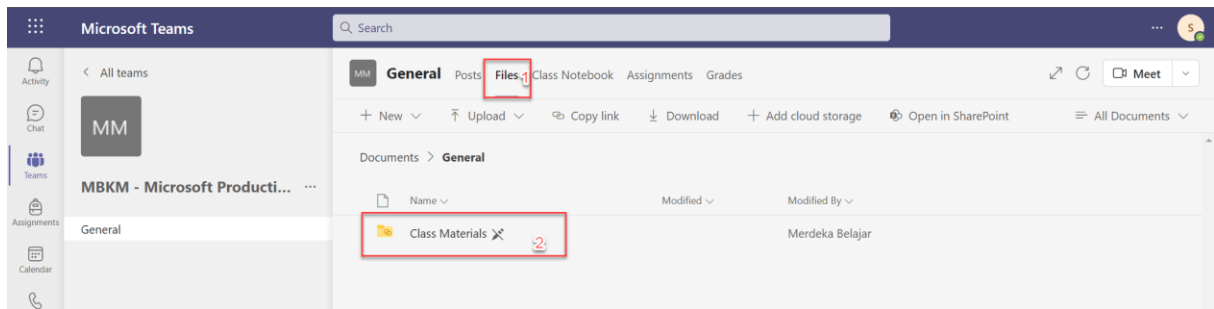 Microsoft Teams
Search
S
Activity
Chat
Teams
Assignments
Calendar
All teams
MM
MBKM - Microsoft Producti...
General
MM General Posts Files 1 Class Notebook Assignments Grades
Meet
New Upload Copy link Download Add cloud storage Open in SharePoint All Documents
Documents > General
Name Modified Modified By
Class Materials 2 Merdeka Belajar